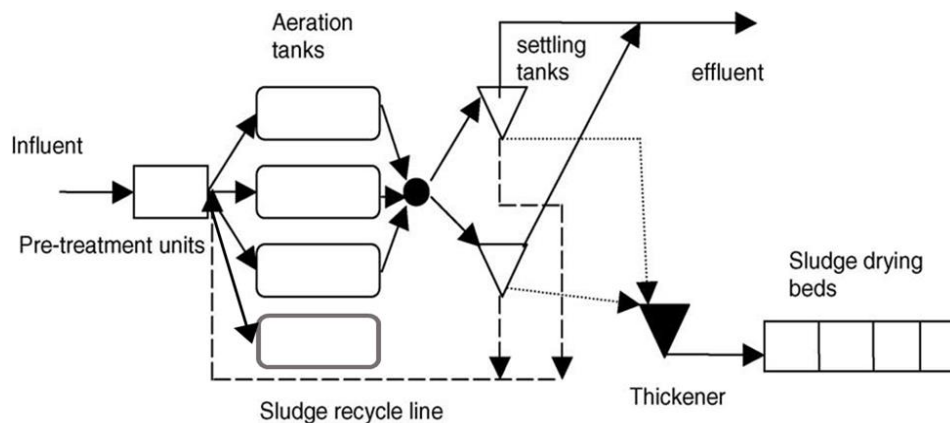 Aeration
tanks
settling
tanks
effluent
Influent
Pre-treatment units
Sludge drying
beds
Thickener
Sludge recycle line